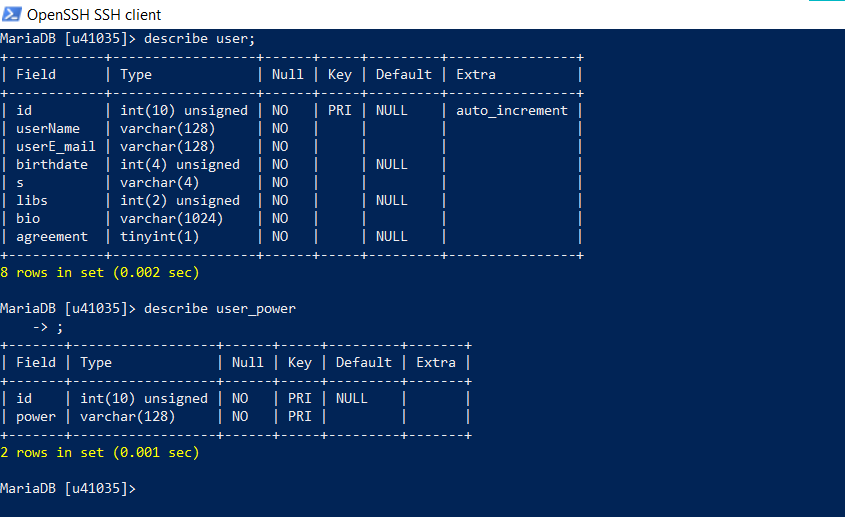 OpenSSH SSH client
MariaDB [u41035]> describe user;
+------------+------------------+------+-----+---------+----------------+
| Field      | Type             | Null | Key | Default | Extra          |
+------------+------------------+------+-----+---------+----------------+
| id         | int(10) unsigned | NO   | PRI | NULL    | auto_increment |
| userName   | varchar(128)     | NO   |     |         |                |
| userE_mail | varchar(128)     | NO   |     |         |                |
| birthdate  | int(4) unsigned  | NO   |     | NULL    |                |
| s          | varchar(4)       | NO   |     |         |                |
| libs       | int(2) unsigned  | NO   |     | NULL    |                |
| bio        | varchar(1024)    | NO   |     |         |                |
| agreement  | tinyint(1)       | NO   |     | NULL    |                |
+------------+------------------+------+-----+---------+----------------+
8 rows in set (0.002 sec)
MariaDB [u41035]> describe user_power
    -> ;
+-------+------------------+------+-----+---------+-------+
| Field | Type             | Null | Key | Default | Extra |
+-------+------------------+------+-----+---------+-------+
| id    | int(10) unsigned | NO   | PRI | NULL    |       |
| power | varchar(128)     | NO   | PRI |         |       |
+-------+------------------+------+-----+---------+-------+
2 rows in set (0.001 sec)
MariaDB [u41035]>